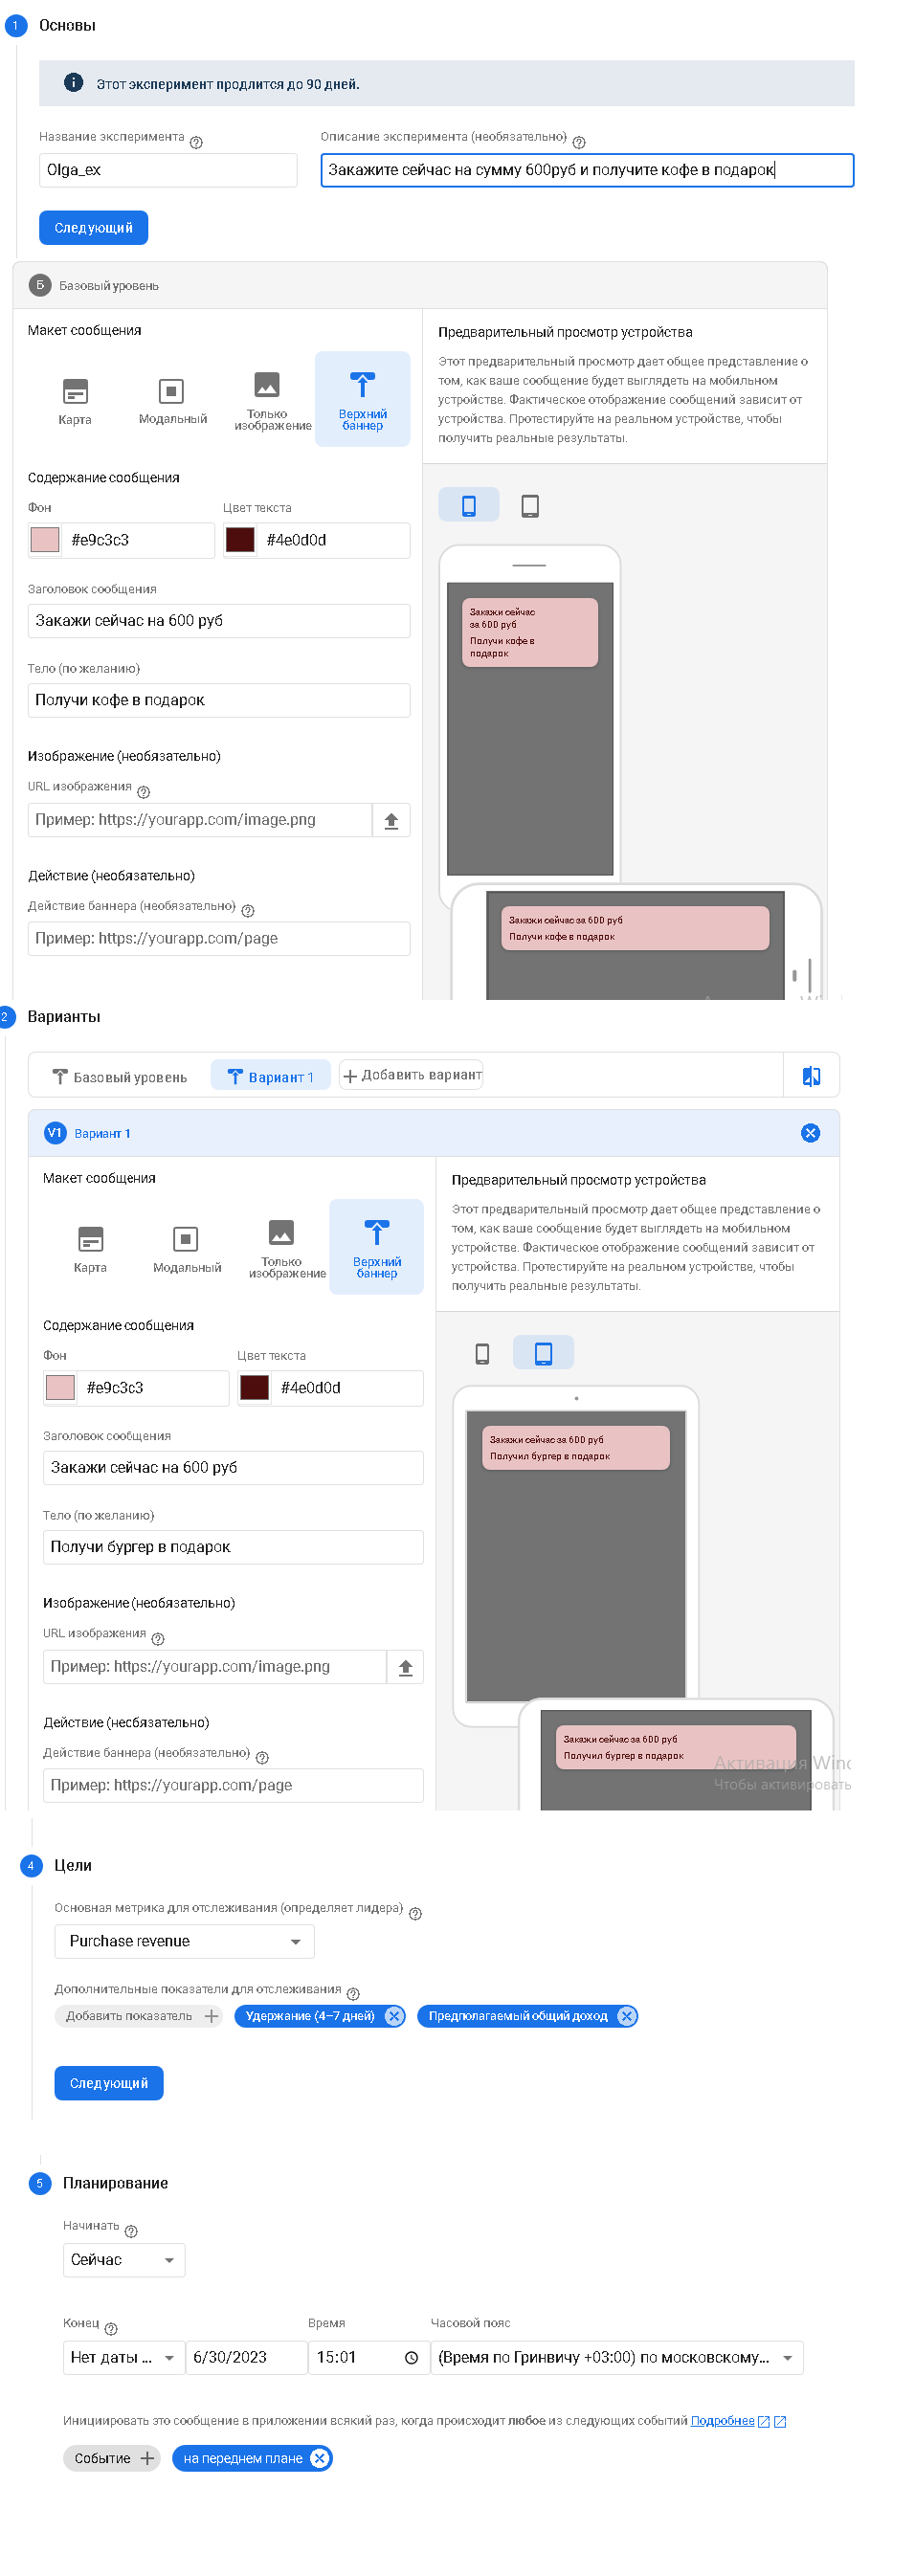 1 Основы
Этот эксперимент продлится до 90 дней.
Название эксперимента
Описание эксперимента (необязательно)
Olga_ex
Закажите сейчас на сумму 600руб и получите кофе в подарок
Следующий
Б Базовый уровень
Макет сообщения
Карта
Модальный
Только
изображение
Верхний
баннер
Содержание сообщения
Фон
Цвет текста
#e9c3c3
#4e0d0d
Заголовок сообщения
Закажи сейчас на 600 руб
Тело (по желанию)
Получи кофе в подарок
Изображение (необязательно)
URL изображения
Пример: https://yourapp.com/image.png
Действие (необязательно)
Действие баннера (необязательно)
Пример: https://yourapp.com/page
Предварительный просмотр устройства
Этот предварительный просмотр дает общее представление о
том, как ваше сообщение будет выглядеть на мобильном
устройстве. Фактическое отображение сообщений зависит от
устройства. Протестируйте на реальном устройстве, чтобы
получить реальные результаты.
Закажи сейчас
за 600 руб
Получи кофе в
подарок
Закажи сейчас за 600 руб
Получи кофе в подарок
2 Варианты
Базовый уровень
Вариант 1
Добавить вариант
V1 Вариант 1
Макет сообщения
Карта
Модальный
Только
изображение
Верхний
баннер
Содержание сообщения
Фон
Цвет текста
#e9c3c3
#4e0d0d
Заголовок сообщения
Закажи сейчас на 600 руб
Тело (по желанию)
Получи бургер в подарок
Изображение (необязательно)
URL изображения
Пример: https://yourapp.com/image.png
Действие (необязательно)
Действие баннера (необязательно)
Пример: https://yourapp.com/page
Предварительный просмотр устройства
Этот предварительный просмотр дает общее представление о
том, как ваше сообщение будет выглядеть на мобильном
устройстве. Фактическое отображение сообщений зависит от
устройства. Протестируйте на реальном устройстве, чтобы
получить реальные результаты.
Закажи сейчас за 600 руб
Получил бургер в подарок
Закажи сейчас за 600 руб
Получил бургер в подарок
Активация Winc
Чтобы активировать
4 Цели
Основная метрика для отслеживания (определяет лидера)
Purchase revenue
Дополнительные показатели для отслеживания
Добавить показатель
Удержание (4–7 дней)
Предполагаемый общий доход
Следующий
5 Планирование
Начинать
Сейчас
Конец
Время
Часовой пояс
Нет даты ...
6/30/2023
15:01
(Время по Гринвичу +03:00) по московскому...
Инициировать это сообщение в приложении всякий раз, когда происходит любое из следующих событий Подробнее
Событие
на переднем плане